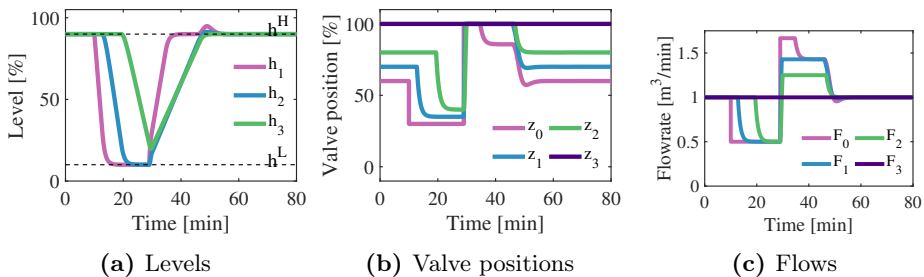 100
50
0
Level [%]
h^H
h_1
h_2
h_3
h^L
0 20 40 60 80
Time [min]
(a) Levels
100
50
0
Valve position [%]
z_0 z_2
z_1 z_3
0 20 40 60 80
Time [min]
(b) Valve positions
1.5
1
0.5
0
Flowrate [m³/min]
F_0 F_2
F_1 F_3
0 20 40 60 80
Time [min]
(c) Flows